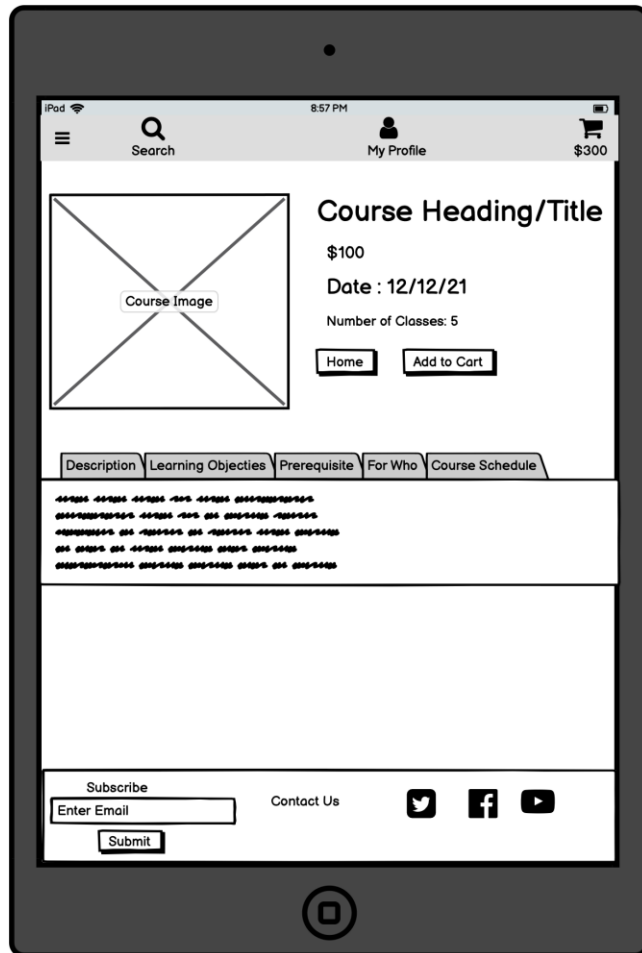 iPad 8:57 PM
Search My Profile $300
Course Heading/Title
$100
Course Image
Date : 12/12/21
Number of Classes: 5
Home Add to Cart
Description Learning Objecties Prerequisite For Who Course Schedule
Subscribe
Enter Email
Contact Us
Submit